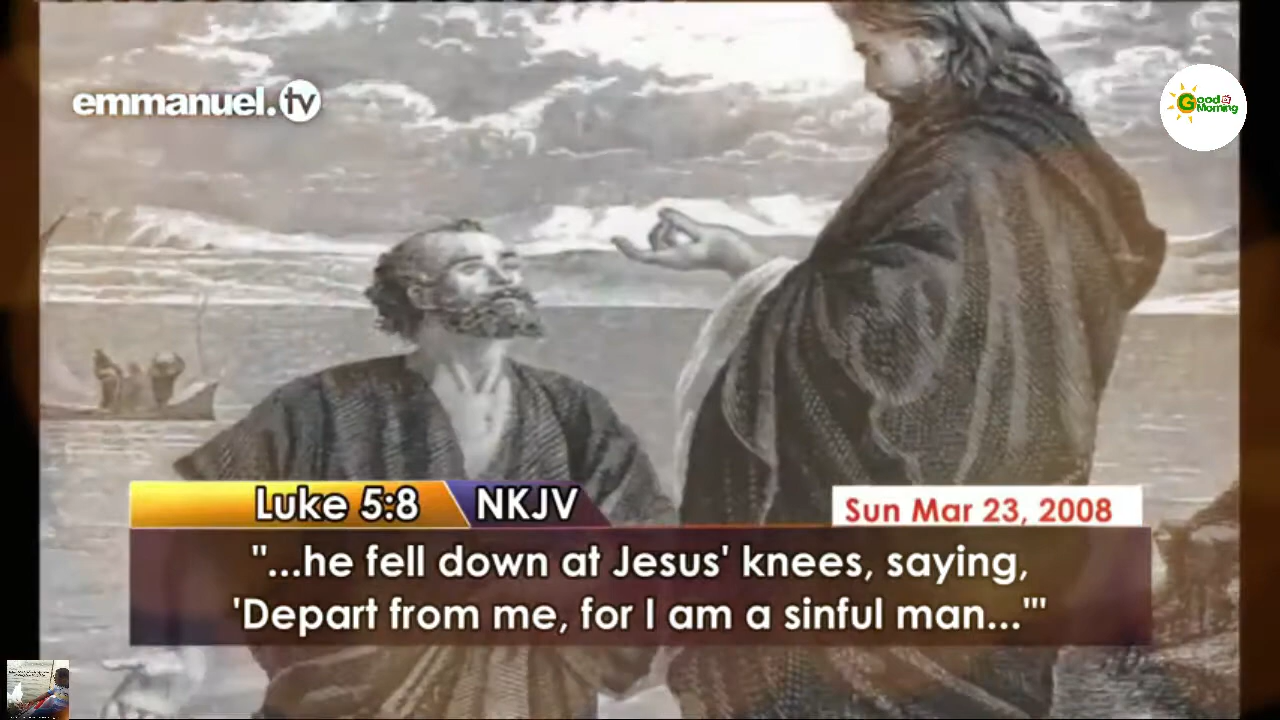 emmanuel.tv
Good
Morning
Luke 5:8 NKJV
Sun Mar 23, 2008
"...he fell down at Jesus' knees, saying,
'Depart from me, for I am a sinful man...'"